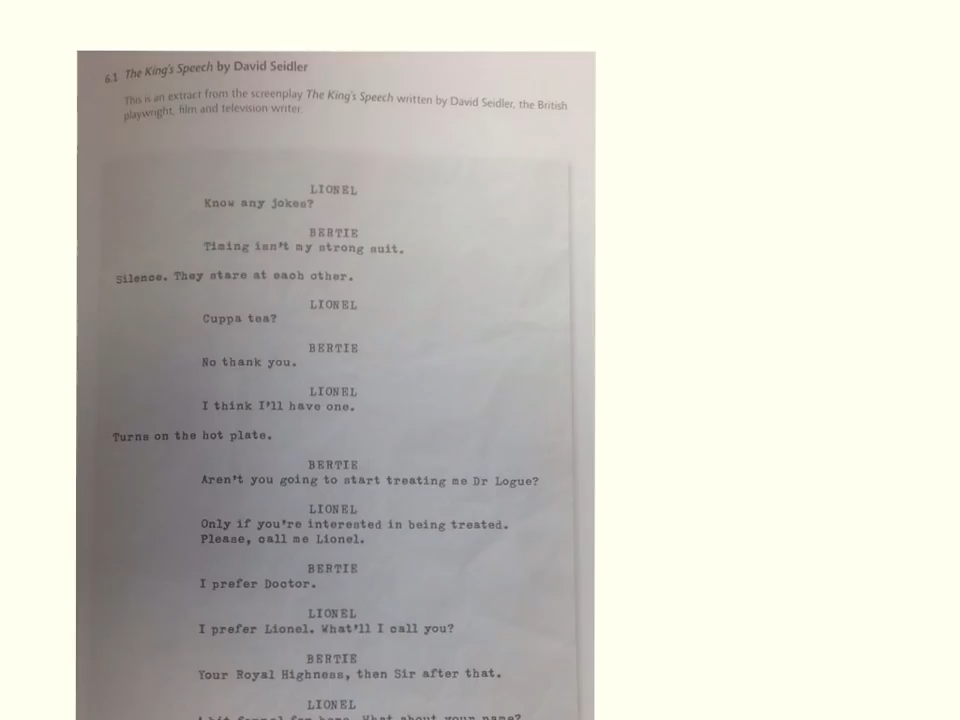 6.1 The King's Speech by David Seidler
This is an extract from the screenplay The King's Speech written by David Seidler, the British
playwright, film and television writer.
LIONEL
Know any jokes?
BERTIE
Timing isn't my strong suit.
Silence. They stare at each other.
LIONEL
Cuppa tea?
BERTIE
No thank you.
LIONEL
I think I'll have one.
Turns on the hot plate.
BERTIE
Aren't you going to start treating me Dr Logue?
LIONEL
Only if you're interested in being treated.
Please, call me Lionel.
BERTIE
I prefer Doctor.
LIONEL
I prefer Lionel. What'll I call you?
BERTIE
Your Royal Highness, then Sir after that.
LIONEL
What about your name?